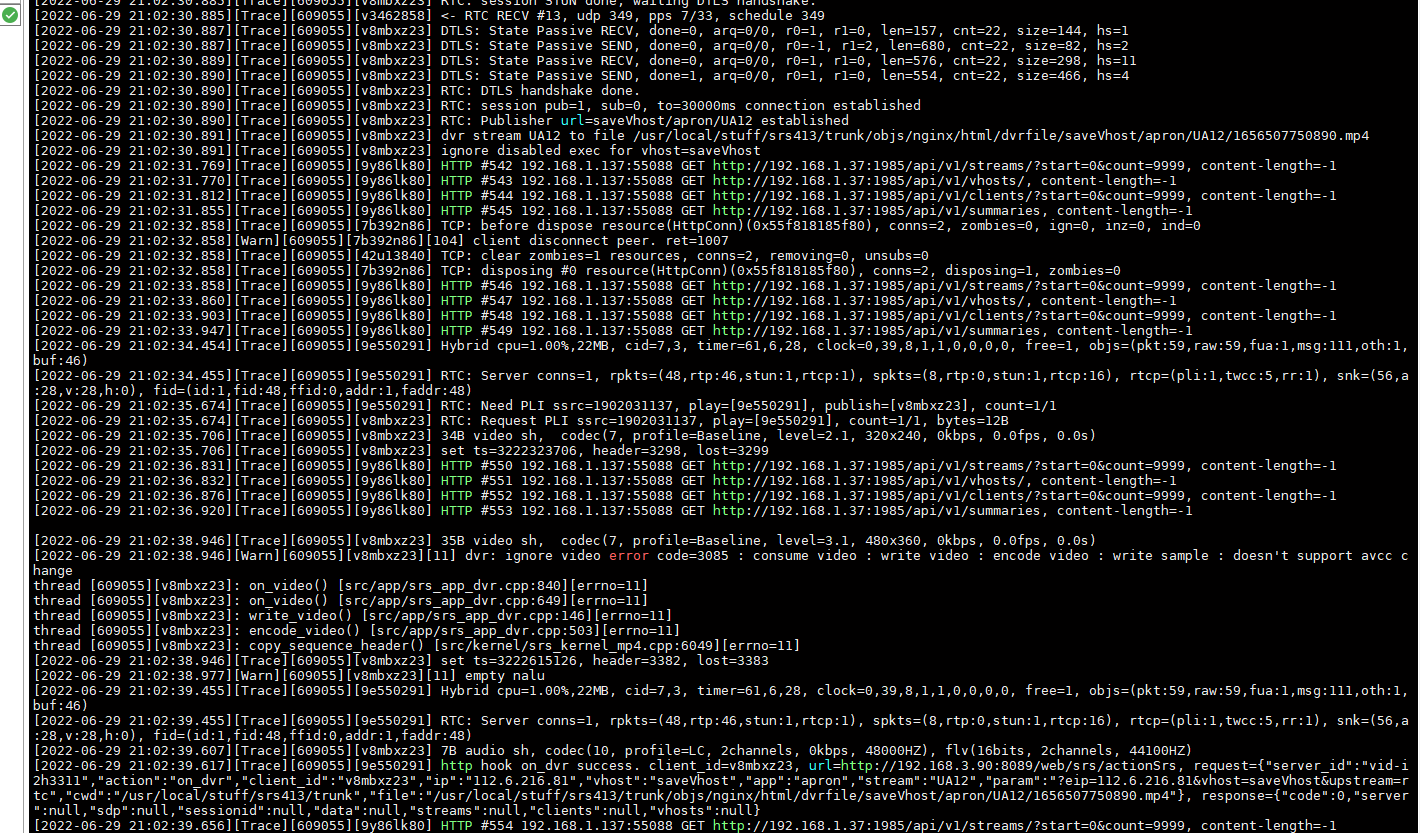 [2022-06-29 21:02:30.885][Trace][609055][v8mbxz23] RTC: session STUN done, waiting DTLS handshake.
[2022-06-29 21:02:30.886][Trace][609055][v3462858] <- RTC RECV #13, udp 349, pps 7/33, schedule 349
[2022-06-29 21:02:30.887][Trace][609055][v8mbxz23] DTLS: State Passive RECV, done=0, arq=0/0, r0=1, r1=0, len=157, cnt=22, size=144, hs=1
[2022-06-29 21:02:30.887][Trace][609055][v8mbxz23] DTLS: State Passive SEND, done=0, arq=0/0, r0=-1, r1=2, len=680, cnt=22, size=82, hs=2
[2022-06-29 21:02:30.889][Trace][609055][v8mbxz23] DTLS: State Passive RECV, done=0, arq=0/0, r0=1, r1=0, len=576, cnt=22, size=298, hs=11
[2022-06-29 21:02:30.890][Trace][609055][v8mbxz23] DTLS: State Passive SEND, done=1, arq=0/0, r0=1, r1=0, len=554, cnt=22, size=466, hs=4
[2022-06-29 21:02:30.890][Trace][609055][v8mbxz23] RTC: DTLS handshake done.
[2022-06-29 21:02:30.890][Trace][609055][v8mbxz23] RTC: session pub=1, sub=0, to=30000ms connection established
[2022-06-29 21:02:30.890][Trace][609055][v8mbxz23] RTC: Publisher url=saveVhost/apron/UA12 established
[2022-06-29 21:02:30.891][Trace][609055][v8mbxz23] dvr stream UA12 to file /usr/local/stuff/srs413/trunk/objs/nginx/html/dvrfile/saveVhost/apron/UA12/1656507750890.mp4
[2022-06-29 21:02:30.891][Trace][609055][v8mbxz23] ignore disabled exec for vhost=saveVhost
[2022-06-29 21:02:31.769][Trace][609055][9y86lk80] HTTP #542 192.168.1.137:55088 GET http://192.168.1.37:1985/api/v1/streams/?start=0&count=9999, content-length=-1
[2022-06-29 21:02:31.770][Trace][609055][9y86lk80] HTTP #543 192.168.1.137:55088 GET http://192.168.1.37:1985/api/v1/vhosts/, content-length=-1
[2022-06-29 21:02:31.812][Trace][609055][9y86lk80] HTTP #544 192.168.1.137:55088 GET http://192.168.1.37:1985/api/v1/clients/?start=0&count=9999, content-length=-1
[2022-06-29 21:02:31.855][Trace][609055][9y86lk80] HTTP #545 192.168.1.137:55088 GET http://192.168.1.37:1985/api/v1/summaries, content-length=-1
[2022-06-29 21:02:32.858][Trace][609055][7b392n86] TCP: before dispose resource(HttpConn)(0x55f818185f80), conns=2, zombies=0, ign=0, inz=0, ind=0
[2022-06-29 21:02:32.858][Warn][609055][7b392n86][104] client disconnect peer. ret=1007
[2022-06-29 21:02:32.858][Trace][609055][42u13840] TCP: clear zombies=1 resources, conns=2, removing=0, unsubs=0
[2022-06-29 21:02:32.858][Trace][609055][7b392n86] TCP: disposing #0 resource(HttpConn)(0x55f818185f80), conns=2, disposing=1, zombies=0
[2022-06-29 21:02:33.858][Trace][609055][9y86lk80] HTTP #546 192.168.1.137:55088 GET http://192.168.1.37:1985/api/v1/streams/?start=0&count=9999, content-length=-1
[2022-06-29 21:02:33.860][Trace][609055][9y86lk80] HTTP #547 192.168.1.137:55088 GET http://192.168.1.37:1985/api/v1/vhosts/, content-length=-1
[2022-06-29 21:02:33.903][Trace][609055][9y86lk80] HTTP #548 192.168.1.137:55088 GET http://192.168.1.37:1985/api/v1/clients/?start=0&count=9999, content-length=-1
[2022-06-29 21:02:33.947][Trace][609055][9y86lk80] HTTP #549 192.168.1.137:55088 GET http://192.168.1.37:1985/api/v1/summaries, content-length=-1
[2022-06-29 21:02:34.454][Trace][609055][9e550291] Hybrid cpu=1.00%,22MB, cid=7,3, timer=61,6,28, clock=0,39,8,1,1,0,0,0,0, free=1, objs=(pkt:59,raw:59,fua:1,msg:111,oth:1,
buf:46)
[2022-06-29 21:02:34.455][Trace][609055][9e550291] RTC: Server conns=1, rpkts=(48,rtp:46,stun:1,rtcp:1), spkts=(8,rtp:0,stun:1,rtcp:16), rtcp=(pli:1,twcc:5,rr:1), snk=(56,a
:28,v:28,h:0), fid=(id:1,fid:48,ffid:0,addr:1,faddr:48)
[2022-06-29 21:02:35.674][Trace][609055][9e550291] RTC: Need PLI ssrc=1902031137, play=[9e550291], publish=[v8mbxz23], count=1/1
[2022-06-29 21:02:35.674][Trace][609055][v8mbxz23] RTC: Request PLI ssrc=1902031137, play=[9e550291], count=1/1, bytes=12B
[2022-06-29 21:02:35.706][Trace][609055][v8mbxz23] 34B video sh,  codec(7, profile=Baseline, level=2.1, 320x240, 0kbps, 0.0fps, 0.0s)
[2022-06-29 21:02:35.706][Trace][609055][v8mbxz23] set ts=3222323706, header=3298, lost=3299
[2022-06-29 21:02:36.831][Trace][609055][9y86lk80] HTTP #550 192.168.1.137:55088 GET http://192.168.1.37:1985/api/v1/streams/?start=0&count=9999, content-length=-1
[2022-06-29 21:02:36.832][Trace][609055][9y86lk80] HTTP #551 192.168.1.137:55088 GET http://192.168.1.37:1985/api/v1/vhosts/, content-length=-1
[2022-06-29 21:02:36.876][Trace][609055][9y86lk80] HTTP #552 192.168.1.137:55088 GET http://192.168.1.37:1985/api/v1/clients/?start=0&count=9999, content-length=-1
[2022-06-29 21:02:36.920][Trace][609055][9y86lk80] HTTP #553 192.168.1.137:55088 GET http://192.168.1.37:1985/api/v1/summaries, content-length=-1
[2022-06-29 21:02:38.946][Trace][609055][v8mbxz23] 35B video sh,  codec(7, profile=Baseline, level=3.1, 480x360, 0kbps, 0.0fps, 0.0s)
[2022-06-29 21:02:38.946][Warn][609055][v8mbxz23][11] dvr: ignore video error code=3085 : consume video : write video : encode video : write sample : doesn't support avcc c
hange
thread [609055][v8mbxz23]: on_video() [src/app/srs_app_dvr.cpp:840][errno=11]
thread [609055][v8mbxz23]: on_video() [src/app/srs_app_dvr.cpp:649][errno=11]
thread [609055][v8mbxz23]: write_video() [src/app/srs_app_dvr.cpp:146][errno=11]
thread [609055][v8mbxz23]: encode_video() [src/app/srs_app_dvr.cpp:503][errno=11]
thread [609055][v8mbxz23]: copy_sequence_header() [src/kernel/srs_kernel_mp4.cpp:6049][errno=11]
[2022-06-29 21:02:38.946][Trace][609055][v8mbxz23] set ts=3222615126, header=3382, lost=3383
[2022-06-29 21:02:38.977][Warn][609055][v8mbxz23][11] empty nalu
[2022-06-29 21:02:39.455][Trace][609055][9e550291] Hybrid cpu=1.00%,22MB, cid=7,3, timer=61,6,28, clock=0,39,8,1,1,0,0,0,0, free=1, objs=(pkt:59,raw:59,fua:1,msg:111,oth:1,
buf:46)
[2022-06-29 21:02:39.455][Trace][609055][9e550291] RTC: Server conns=1, rpkts=(48,rtp:46,stun:1,rtcp:1), spkts=(8,rtp:0,stun:1,rtcp:16), rtcp=(pli:1,twcc:5,rr:1), snk=(56,a
:28,v:28,h:0), fid=(id:1,fid:48,ffid:0,addr:1,faddr:48)
[2022-06-29 21:02:39.607][Trace][609055][v8mbxz23] 7B audio sh, codec(10, profile=LC, 2channels, 0kbps, 48000HZ), flv(16bits, 2channels, 44100HZ)
[2022-06-29 21:02:39.655][Trace][609055][9e550291] http hook on_dvr success. client_id=v8mbxz23, url=http://192.168.3.90:8089/web/srs/actionSrs, request={"server_id":"vid-i
2h3311","action":"on_dvr","client_id":"v8mbxz23","ip":"112.6.216.81","vhost":"saveVhost","app":"apron","stream":"UA12","param":"?eip=112.6.216.81&vhost=saveVhost&upstream=r
tc","cwd":"/usr/local/stuff/srs413/trunk","file":"/usr/local/stuff/srs413/trunk/objs/nginx/html/dvrfile/saveVhost/apron/UA12/1656507750890.mp4"}, response={"code":0,"server
":null,"sdp":null,"sessionid":null,"data":null,"streams":null,"clients":null,"vhosts":null}
[2022-06-29 21:02:39.656][Trace][609055][9y86lk80] HTTP #554 192.168.1.137:55088 GET http://192.168.1.37:1985/api/v1/streams/?start=0&count=9999, content-length=-1